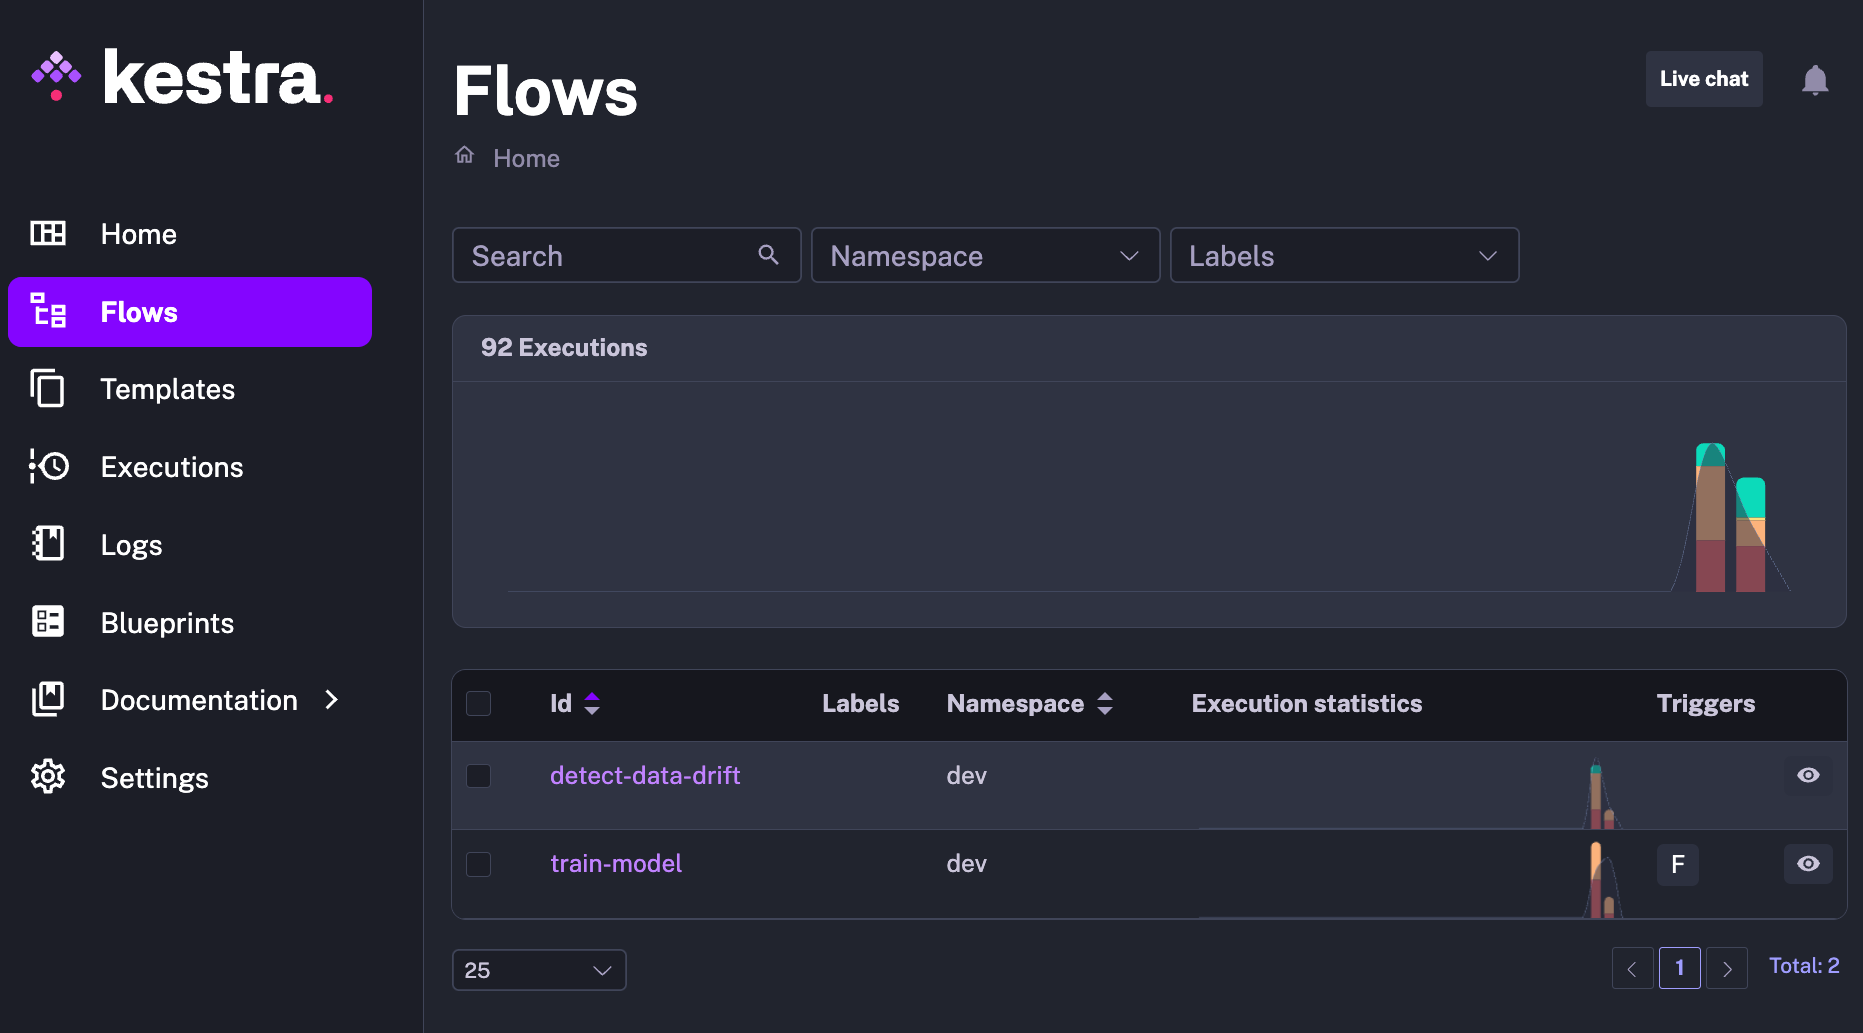 kestra.
Home
Flows
Templates
Executions
Logs
Blueprints
Documentation
Settings
Flows
Home
Live chat
Search
Namespace
Labels
92 Executions
Id Labels Namespace Execution statistics Triggers
detect-data-drift dev
train-model dev F
25
1
Total: 2